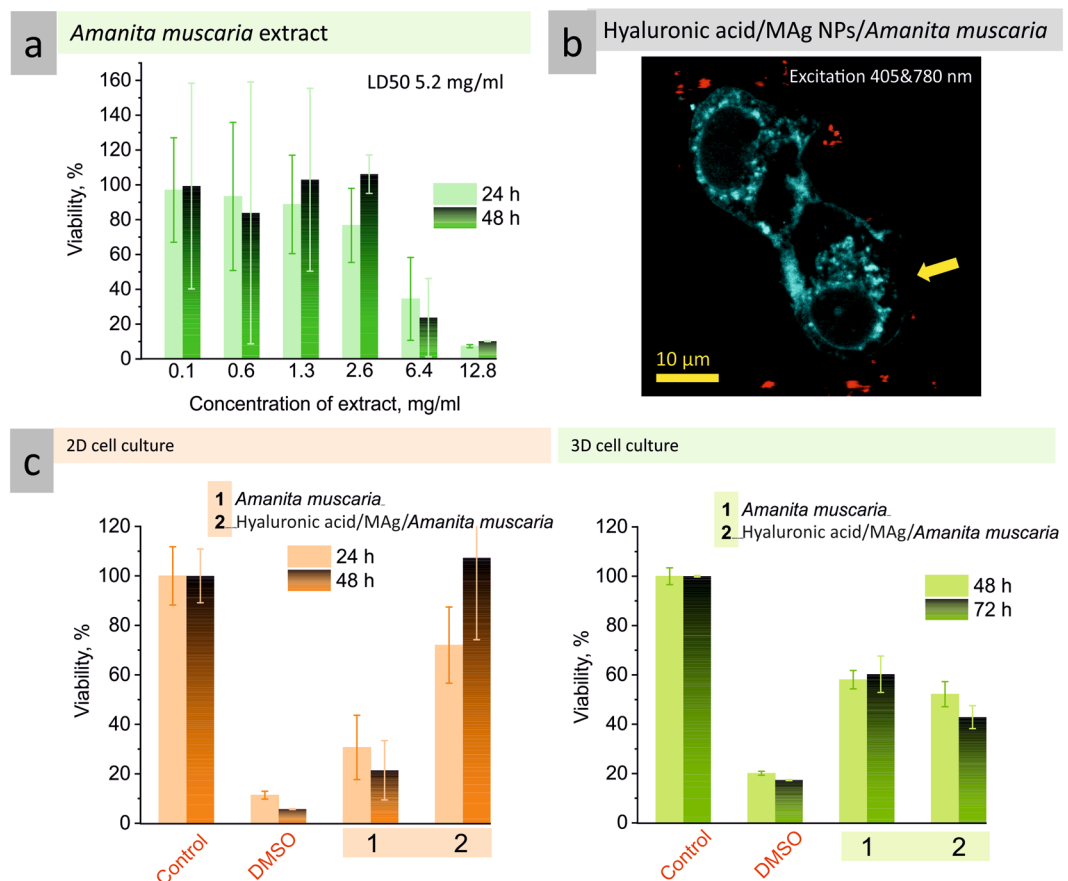 a
Amanita muscaria extract
160
140
120
100
80
60
40
20
0
Viability, %
LD50 5.2 mg/ml
24 h
48 h
0.1 0.6 1.3 2.6 6.4 12.8
Concentration of extract, mg/ml
b
Hyaluronic acid/MAg NPs/Amanita muscaria
Excitation 405&780 nm
10 µm
c
2D cell culture
1 Amanita muscaria
2 Hyaluronic acid/MAg/Amanita muscaria
24 h
48 h
120
100
80
60
40
20
0
Viability, %
Control DMSO 1 2
3D cell culture
1 Amanita muscaria
2 Hyaluronic acid/MAg/Amanita muscaria
48 h
72 h
120
100
80
60
40
20
0
Viability, %
Control DMSO 1 2